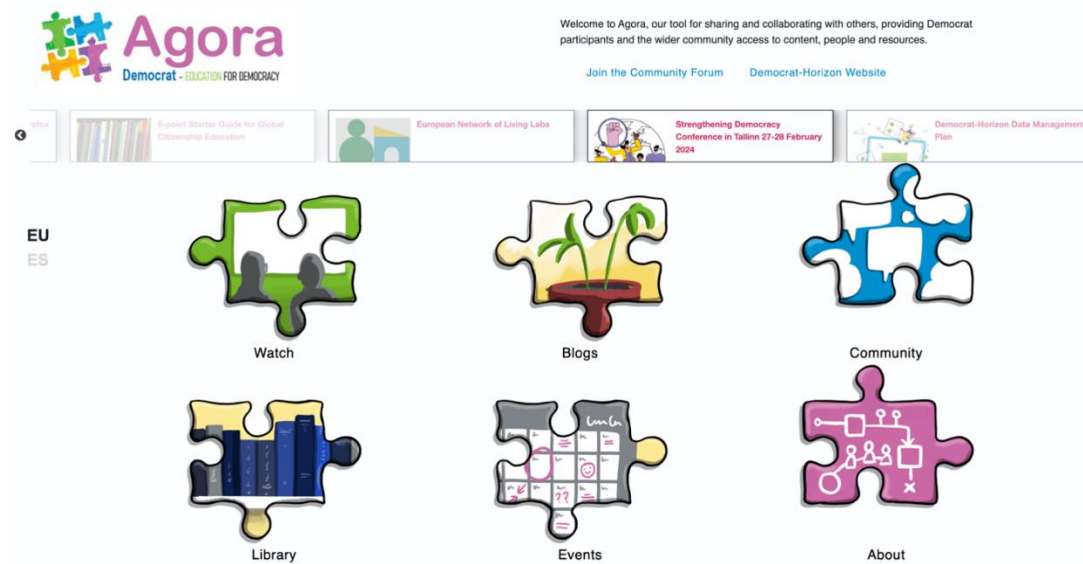 Agora
Democrat - EDUCATION FOR DEMOCRACY
Welcome to Agora, our tool for sharing and collaborating with others, providing Democrat
participants and the wider community access to content, people and resources.
Join the Community Forum
Democrat-Horizon Website
5-point Starter Guide for Global
Citizenship Education
European Network of Living Labs
Strengthening Democracy
Conference in Tallinn 27-28 February
2024
Democrat-Horizon Data Management
Plan
EU
ES
Watch
Blogs
Community
??
Library
Events
About